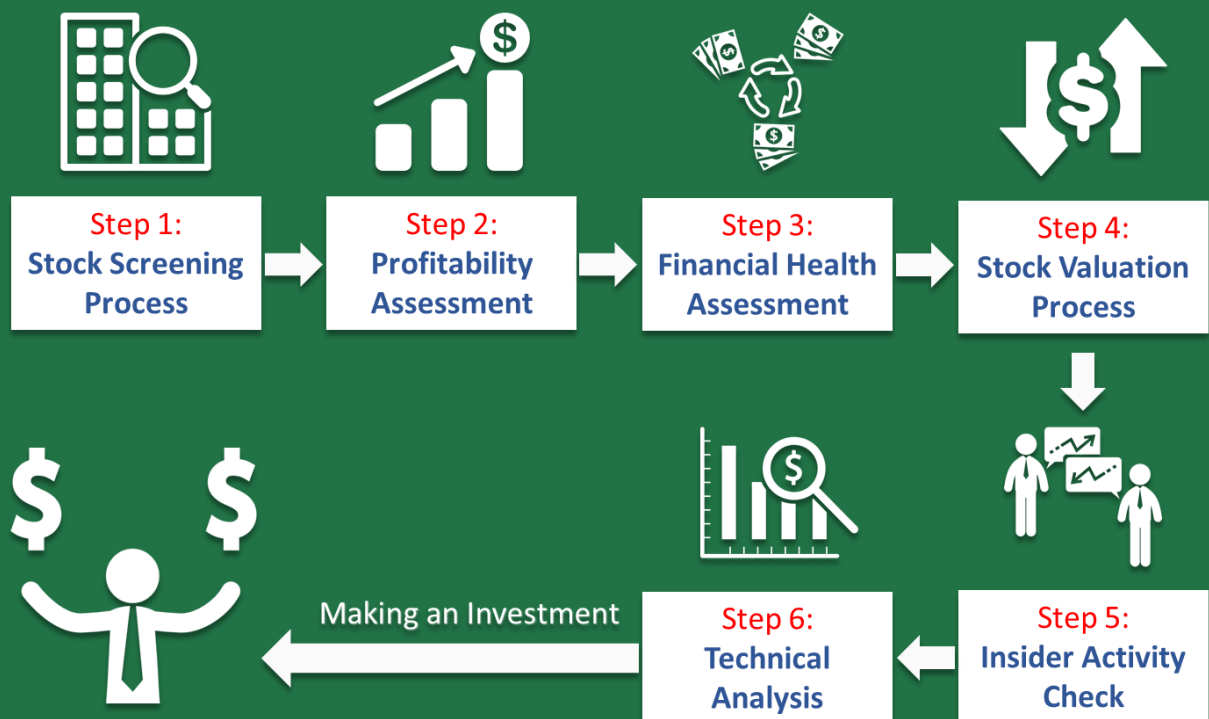 Step 1:
Stock Screening
Process
Step 2:
Profitability
Assessment
Step 3:
Financial Health
Assessment
Step 4:
Stock Valuation
Process
Step 5:
Insider Activity
Check
Step 6:
Technical
Analysis
Making an Investment